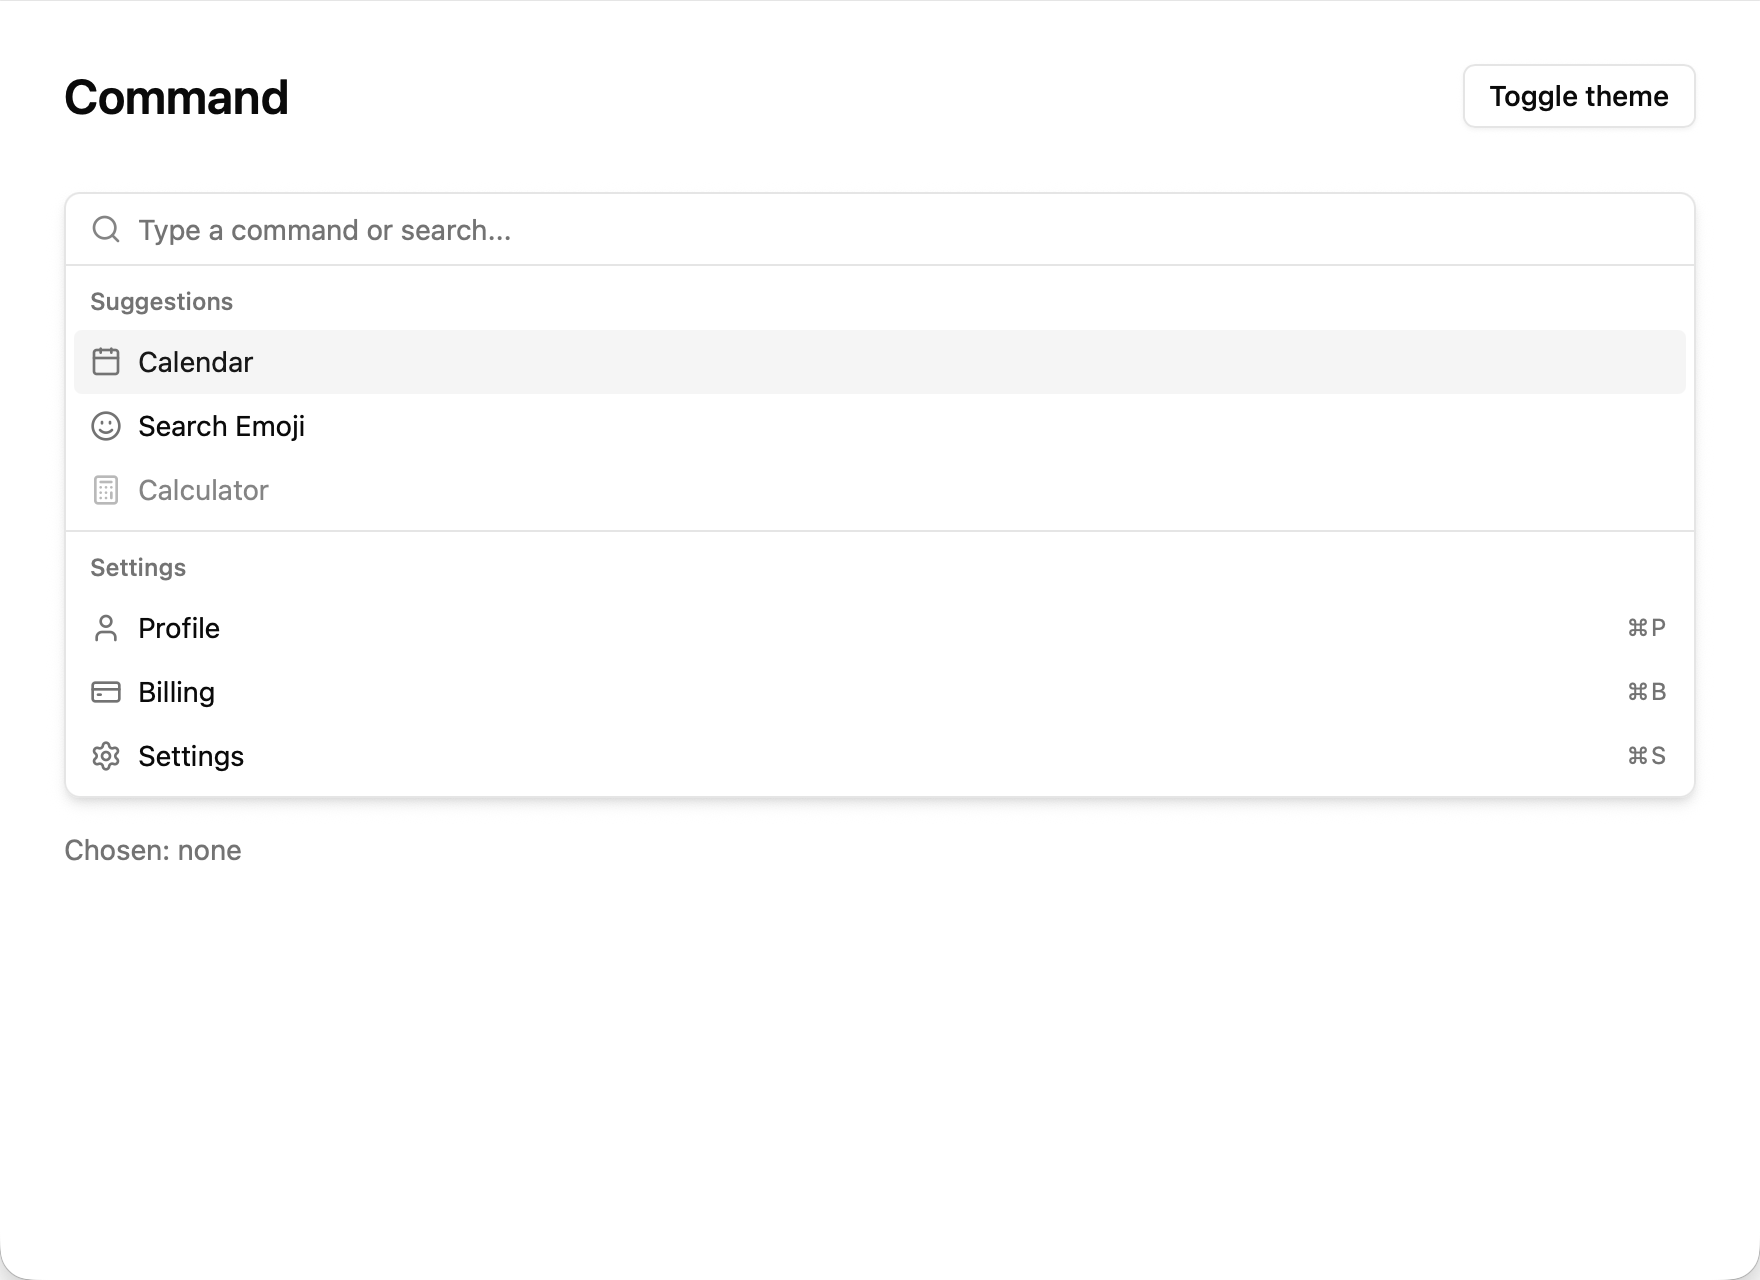 Command
Toggle theme
Type a command or search...
Suggestions
Calendar
Search Emoji
Calculator
Settings
Profile ⌘P
Billing ⌘B
Settings ⌘S
Chosen: none